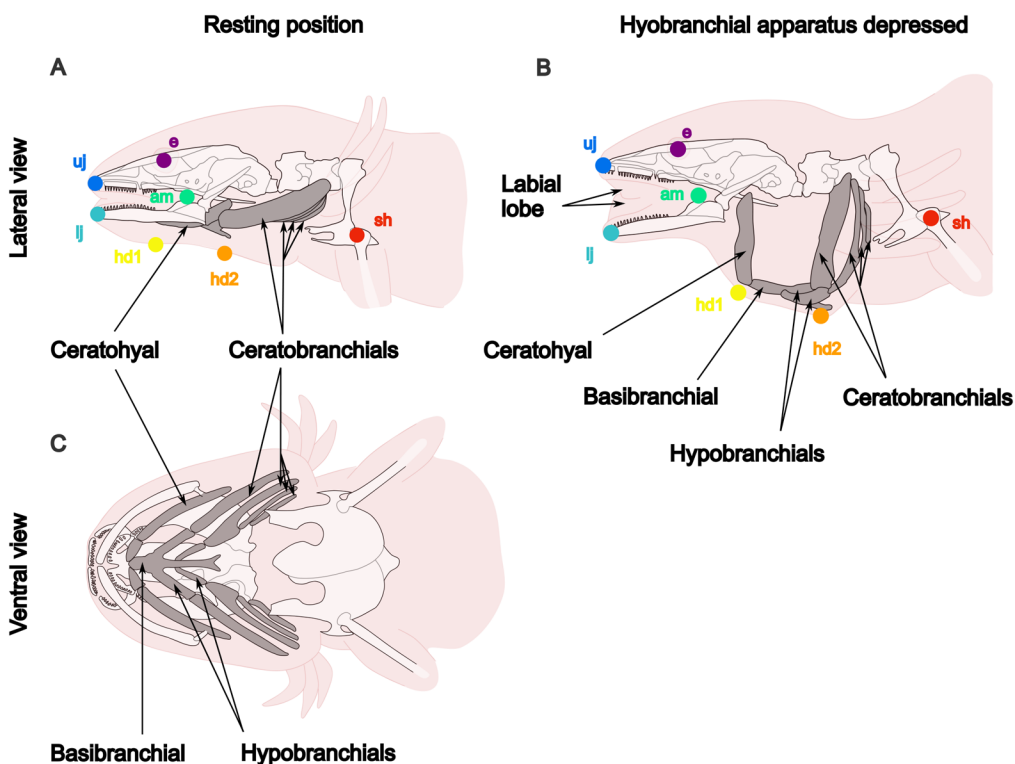 Resting position
Hyobranchial apparatus depressed
A
B
Lateral view
e
uj
am
lj
sh
hd1
hd2
e
uj
Labial
lobe
am
lj
sh
hd1
hd2
Ceratohyal
Ceratobranchials
Ceratohyal
Basibranchial
Ceratobranchials
Hypobranchials
C
Ventral view
Basibranchial
Hypobranchials